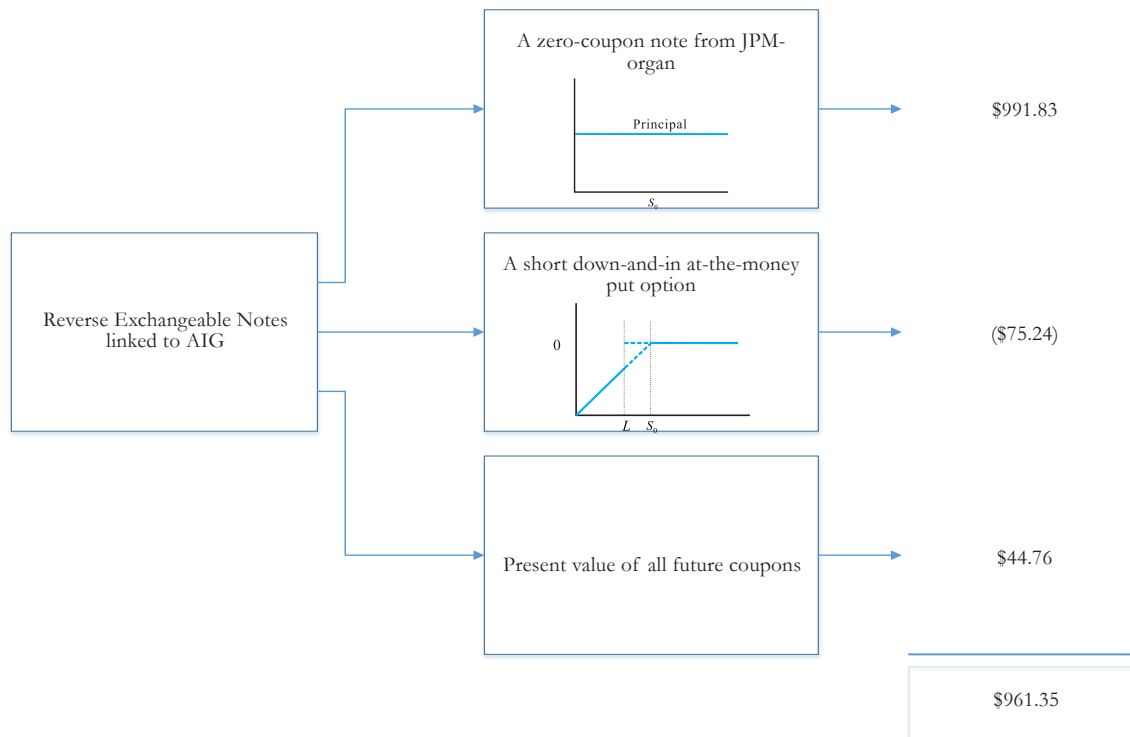 A zero-coupon note from JPM-
organ
Principal
S₀
$991.83
Reverse Exchangeable Notes
linked to AIG
A short down-and-in at-the-money
put option
0
L S₀
($75.24)
Present value of all future coupons
$44.76
$961.35